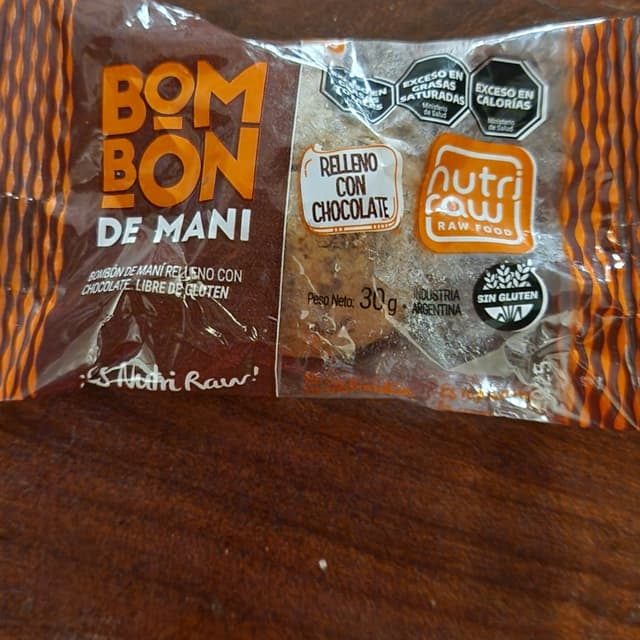 BOM
BÓN
DE MANI
BOMBÓN DE MANÍ RELLENO CON
CHOCOLATE. LIBRE DE GLUTEN
¡Es Nutri Raw!
EXCESO EN
GRASAS
SATURADAS
Ministerio
de Salud
EXCESO EN
CALORÍAS
Ministerio
de Salud
RELLENO
CON
CHOCOLATE
nutri
raw
RAW FOOD
Peso Neto: 30g.
INDUSTRIA
ARGENTINA
SIN GLUTEN